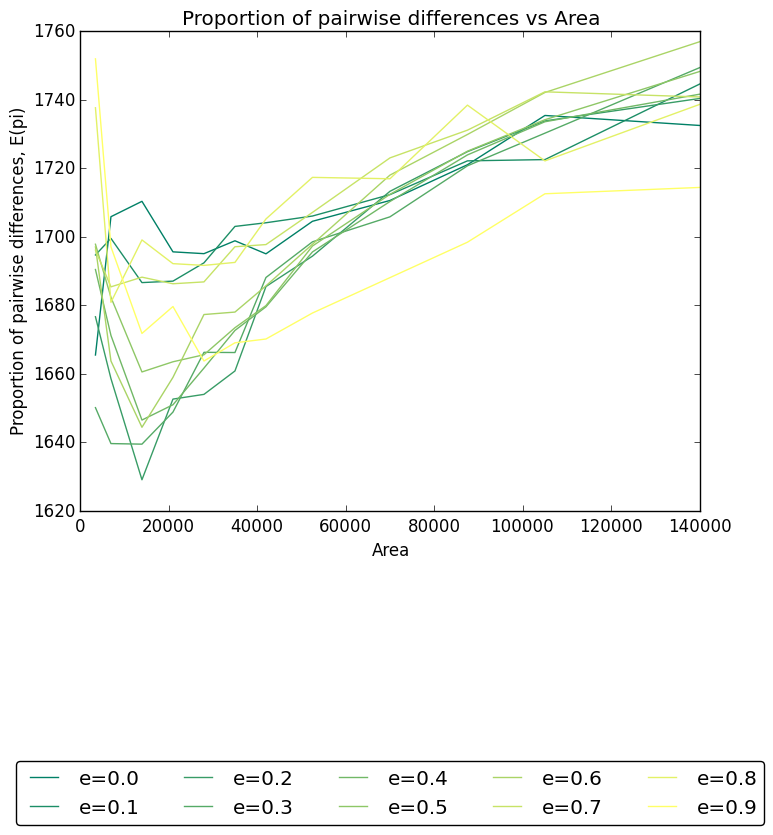 Proportion of pairwise differences vs Area
Proportion of pairwise differences, E(pi)
1760
1740
1720
1700
1680
1660
1640
1620
0 20000 40000 60000 80000 100000 120000 140000
Area
e=0.0 e=0.2 e=0.4 e=0.6 e=0.8
e=0.1 e=0.3 e=0.5 e=0.7 e=0.9